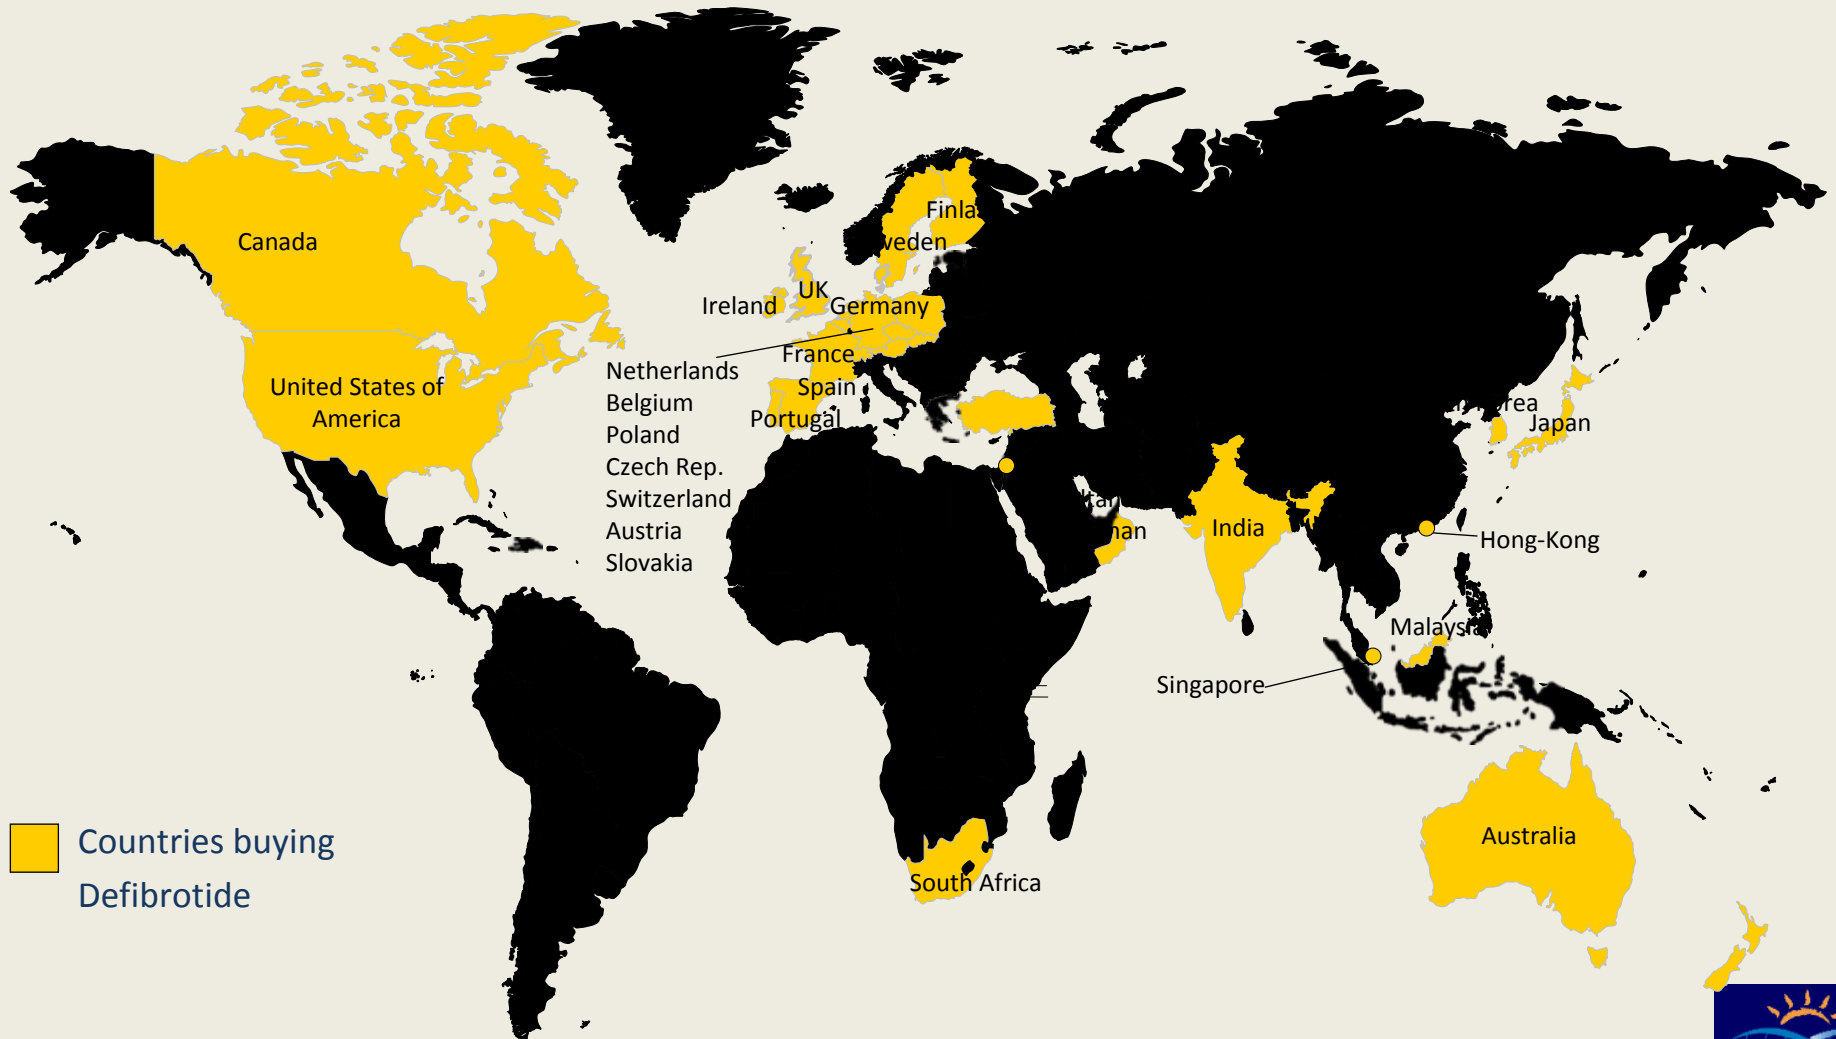 Canada
United States of
America
Finla
weden
UK
Ireland
Germany
France
Spain
Portugal
Netherlands
Belgium
Poland
Czech Rep.
Switzerland
Austria
Slovakia
Japan
India
Hong-Kong
Malaysia
Singapore
South Africa
Australia
Countries buying
Defibrotide